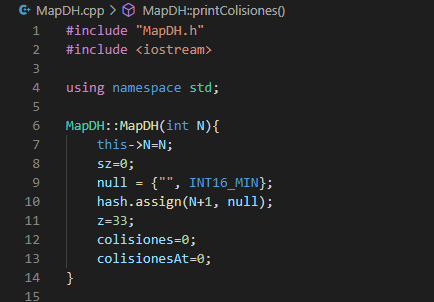 MapDH.cpp > MapDH::printColisiones()
1 #include "MapDH.h"
2 #include <iostream>
3
4 using namespace std;
5
6 MapDH::MapDH(int N){
7 this->N=N;
8 sz=0;
9 null = {"", INT16_MIN};
10 hash.assign(N+1, null);
11 z=33;
12 colisiones=0;
13 colisionesAt=0;
14 }
15